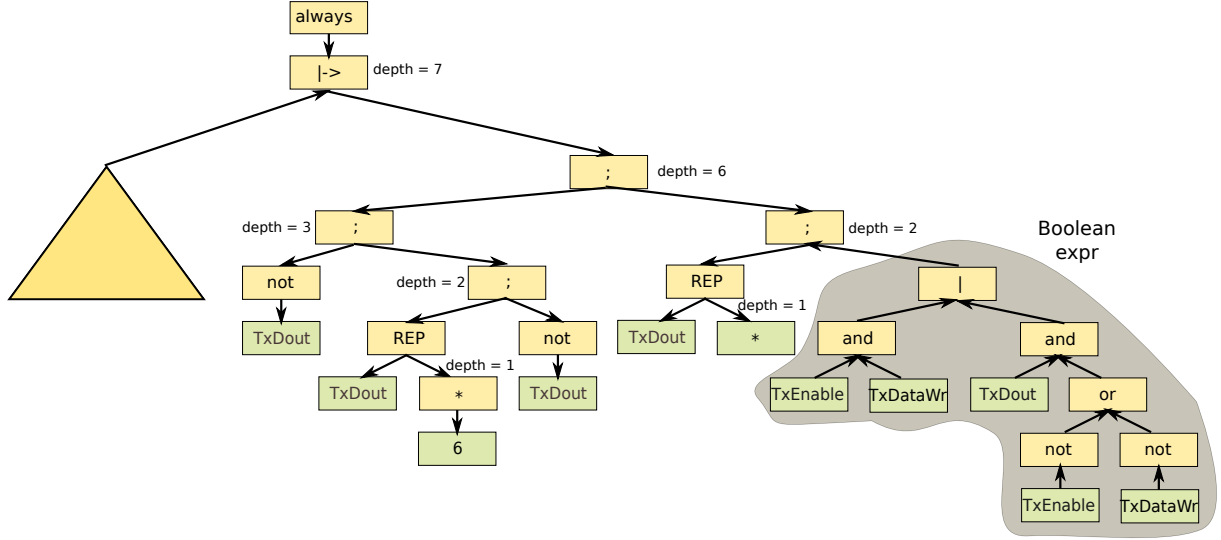 always
|->
depth = 7
;
depth = 6
depth = 3
;
;
depth = 2
Boolean
expr
not
depth = 2
;
REP
depth = 1
|
TxDout
REP
not
TxDout
*
and
and
depth = 1
TxDout
*
TxDout
TxEnable
TxDataWr
TxDout
or
6
not
not
TxEnable
TxDataWr